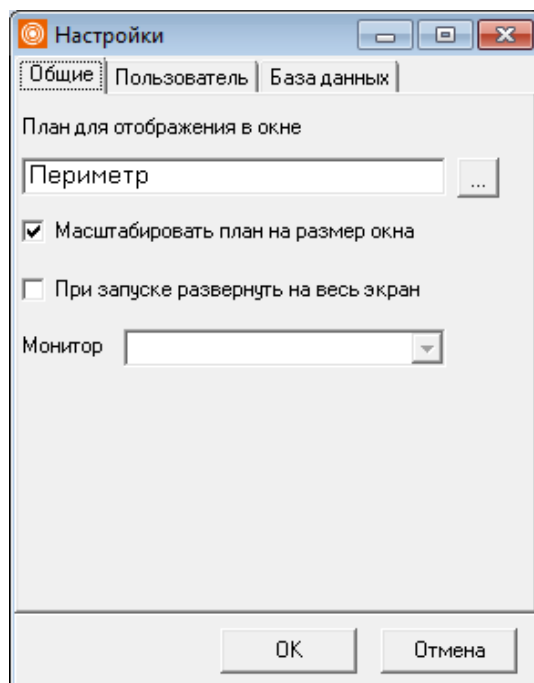 Настройки
Общие Пользователь База данных
План для отображения в окне
Периметр ...
Масштабировать план на размер окна
При запуске развернуть на весь экран
Монитор
OK Отмена